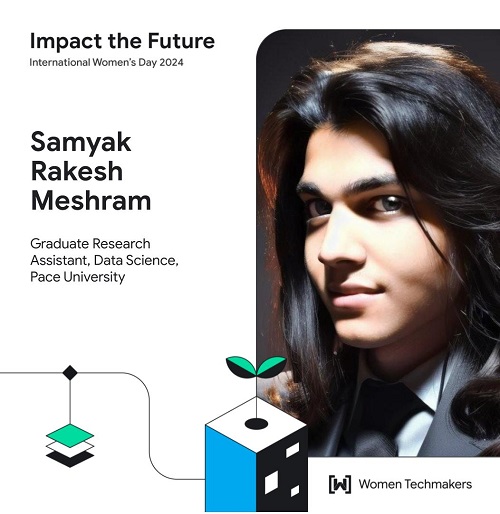 Impact the Future
International Women's Day 2024
Samyak
Rakesh
Meshram
Graduate Research
Assistant, Data Science,
Pace University
[W] Women Techmakers